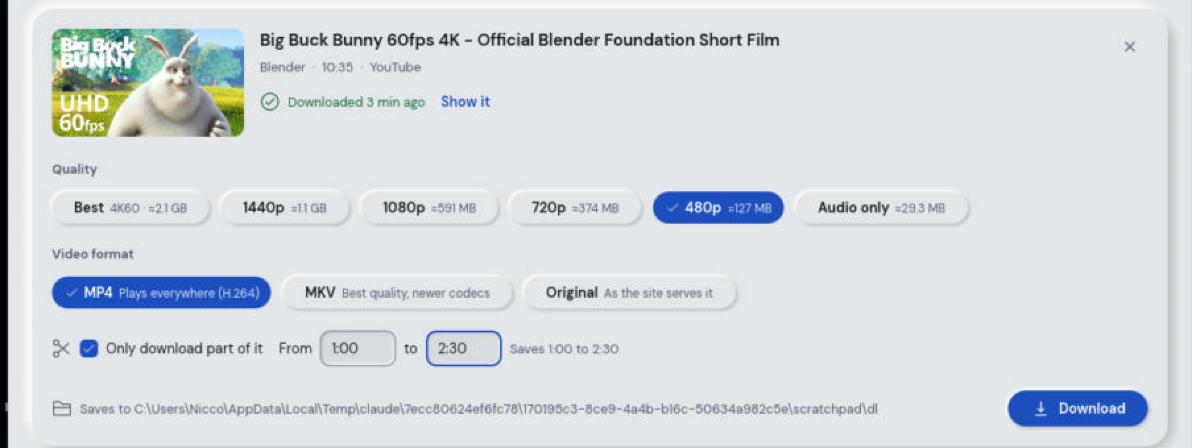 Big Buck
BUNNY
UHD
60fps
Big Buck Bunny 60fps 4K - Official Blender Foundation Short Film
Blender · 10:35 · YouTube
Downloaded 3 min ago Show it
Quality
Best 4K60 · ≈2.1 GB 1440p ≈1.1 GB 1080p ≈591 MB 720p ≈374 MB 480p ≈127 MB Audio only ≈29.3 MB
Video format
MP4 Plays everywhere (H.264) MKV Best quality, newer codecs Original As the site serves it
Only download part of it From 1:00 to 2:30 Saves 1:00 to 2:30
Saves to C:\Users\Nicco\AppData\Local\Temp\claude\7ecc80624ef6fc78\170195c3-8ce9-4a4b-b16c-50634a982c5e\scratchpad\dl Download